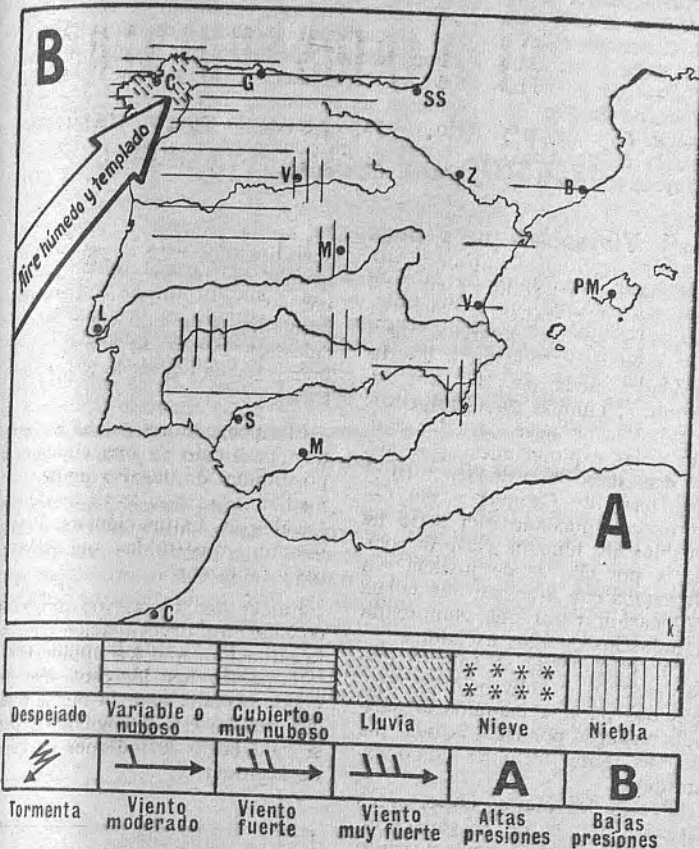 B
C
G
SS
Aire húmedo y templado
V
Z
B
M
L
V
PM
S
M
A
C
k
Despejado
Variable o nuboso
Cubierto o muy nuboso
Lluvia
Nieve
Niebla
A
B
Tormenta
Viento moderado
Viento fuerte
Viento muy fuerte
Altas presiones
Bajas presiones